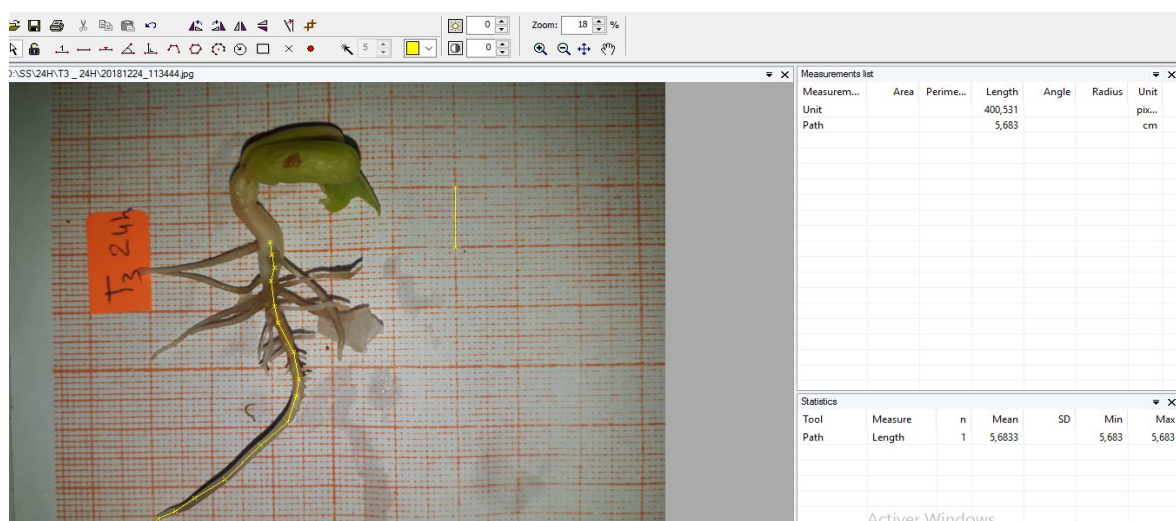 0
Zoom: 18 %
5
0
):\SS\24H\T3 _ 24H\20181224_113444.jpg
T3 24h
Measurements list
Measurem... Area Perime... Length Angle Radius Unit
Unit 400,531 pix...
Path 5,683 cm
Statistics
Tool Measure n Mean SD Min Max
Path Length 1 5,6833 5,683 5,683
Activer Windows